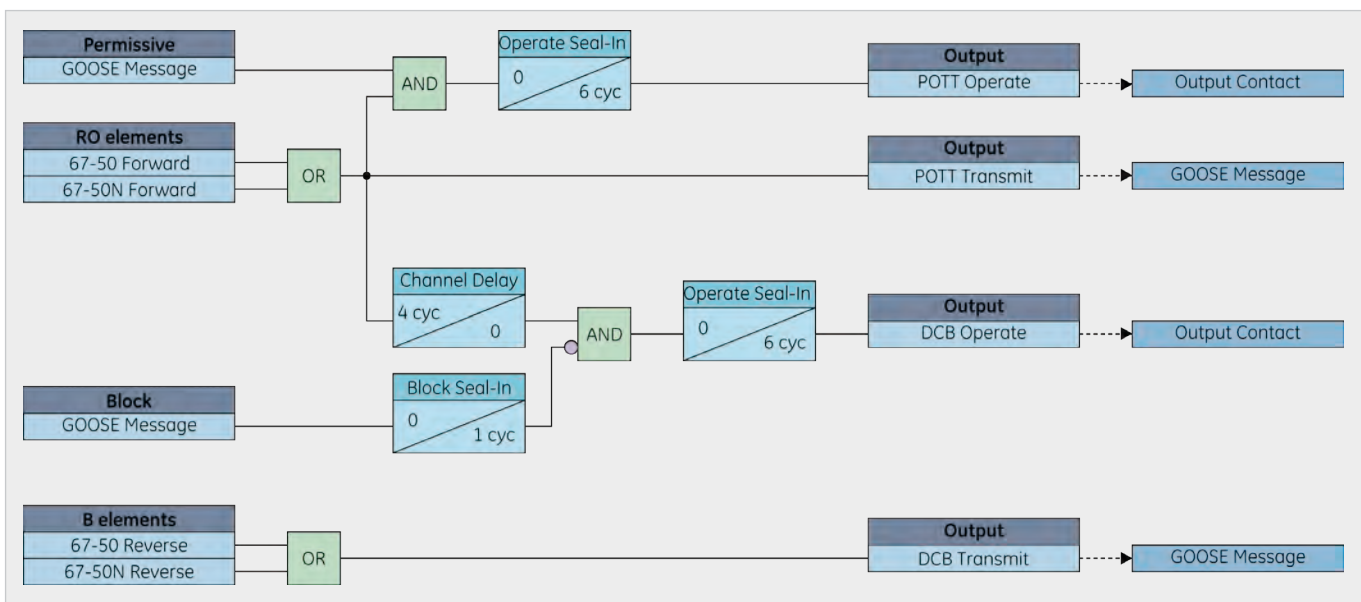 Permissive
GOOSE Message
AND
Operate Seal-In
0
6 cyc
Output
POTT Operate
Output Contact
RO elements
67-50 Forward
67-50N Forward
OR
Output
POTT Transmit
GOOSE Message
Channel Delay
4 cyc
0
AND
Operate Seal-In
0
6 cyc
Output
DCB Operate
Output Contact
Block
GOOSE Message
Block Seal-In
0
1 cyc
B elements
67-50 Reverse
67-50N Reverse
OR
Output
DCB Transmit
GOOSE Message